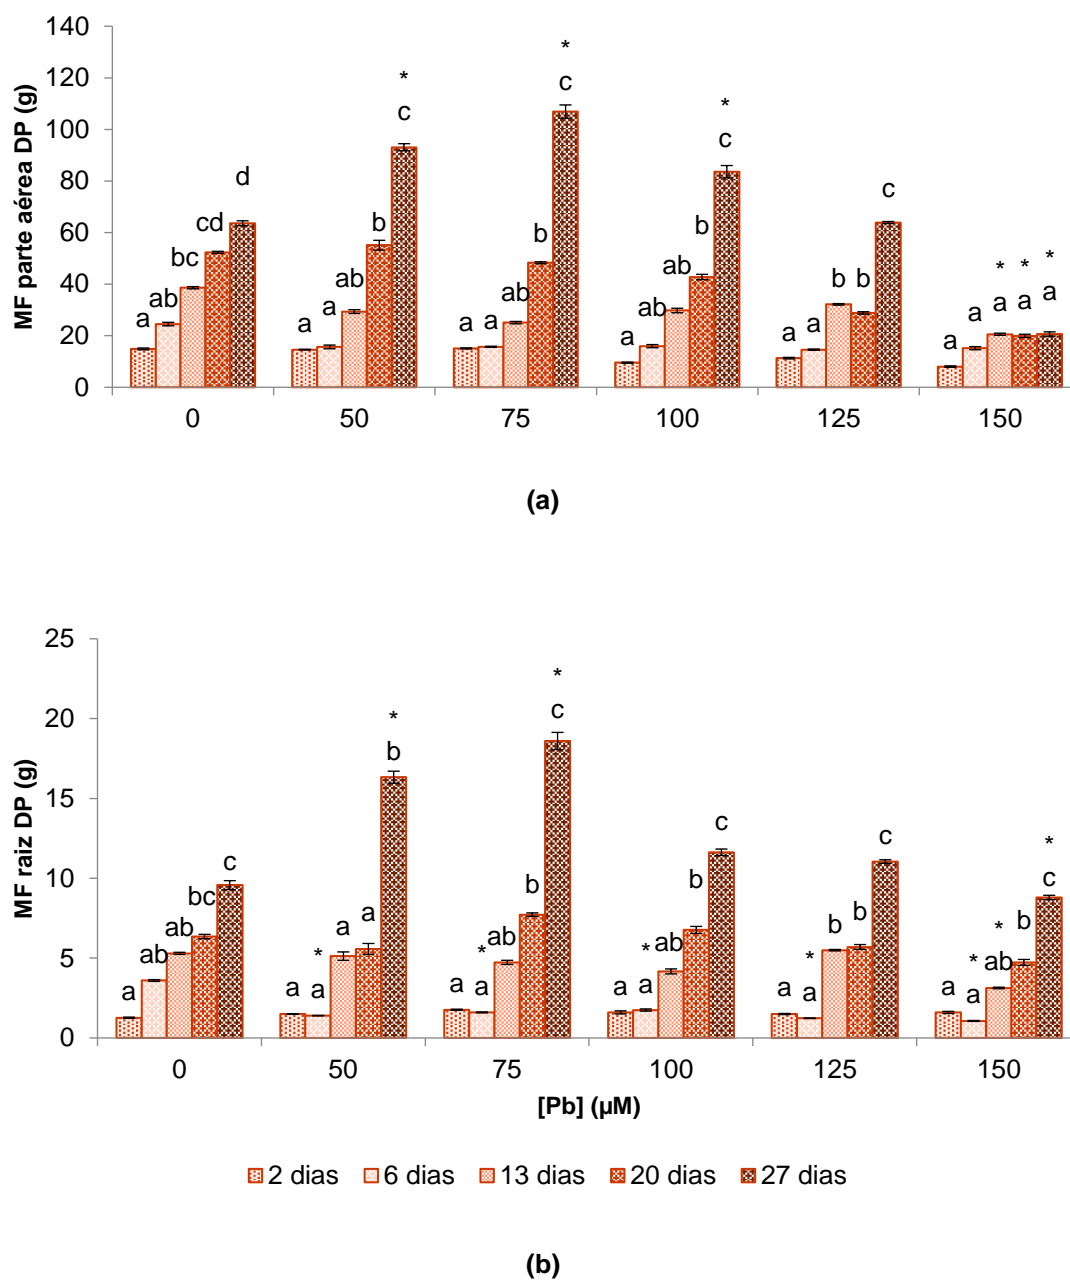 MF parte aérea DP (g)
140
120
100
80
60
40
20
0
a ab bc cd d
a a ab b c *
a a ab b c *
a ab ab b c *
a a b b c
a a a * a * a *
0 50 75 100 125 150
(a)
MF raiz DP (g)
25
20
15
10
5
0
a ab ab bc c
a a * a a b *
a a * ab b c *
a a * ab b c
a a * b b c
a a * ab * b c *
0 50 75 100 125 150
[Pb] (µM)
2 dias 6 dias 13 dias 20 dias 27 dias
(b)